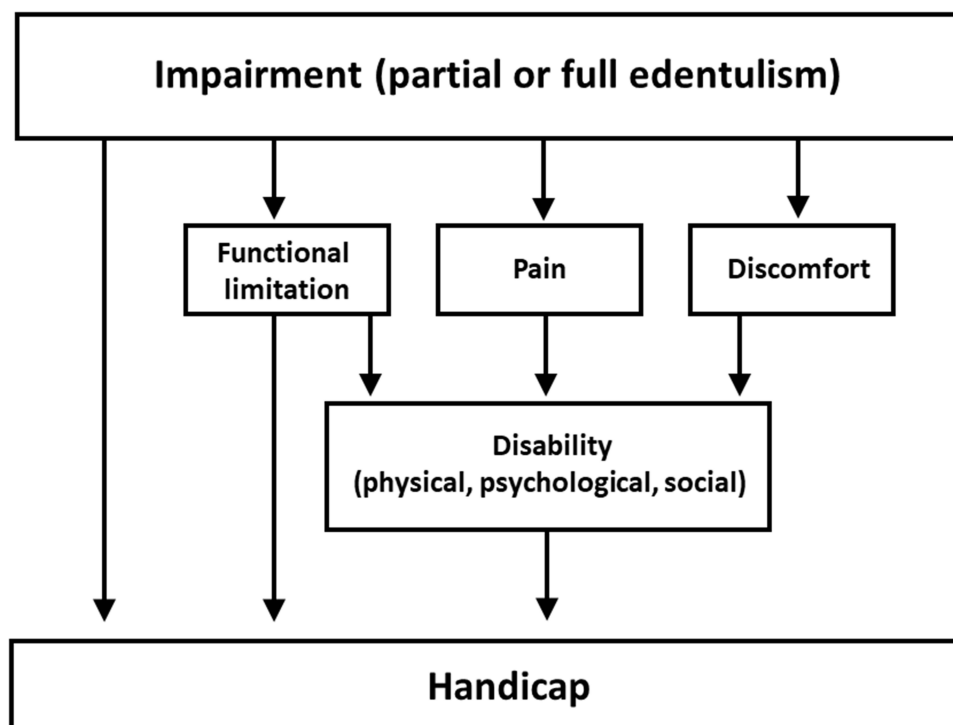 Impairment (partial or full edentulism)
Functional
limitation
Pain
Discomfort
Disability
(physical, psychological, social)
Handicap